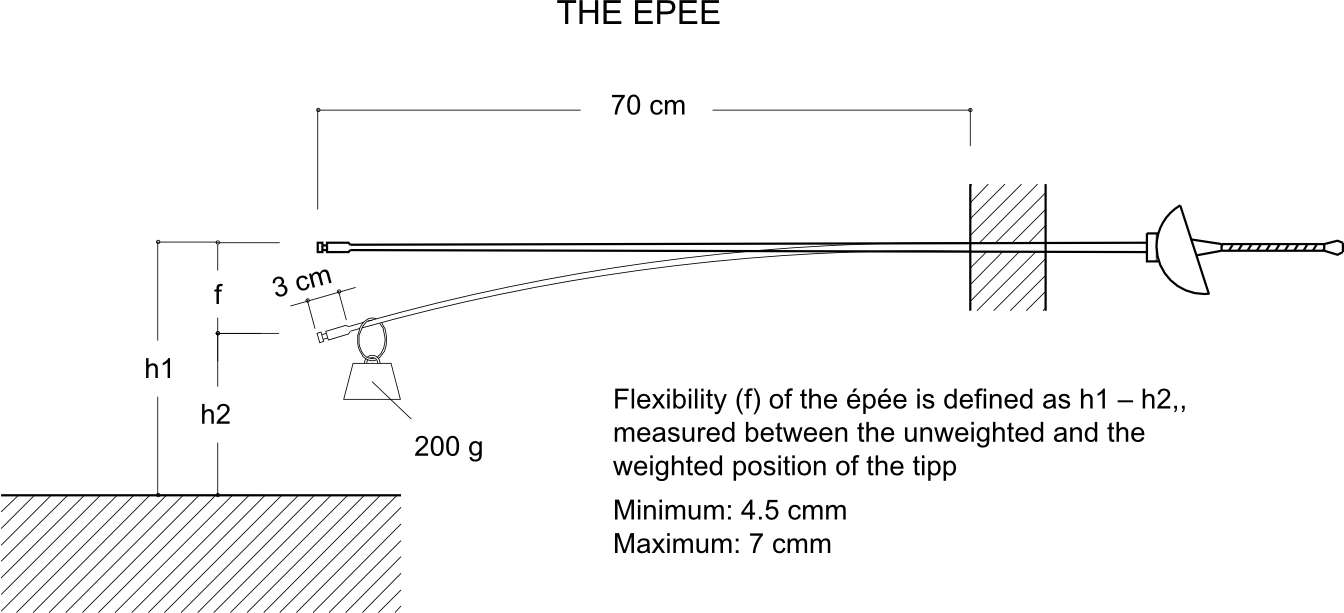 THE EPEE
70 cm
3 cm
f
h1
h2
200 g
Flexibility (f) of the épée is defined as h1 – h2,,
measured between the unweighted and the
weighted position of the tipp
Minimum: 4.5 cmm
Maximum: 7 cmm